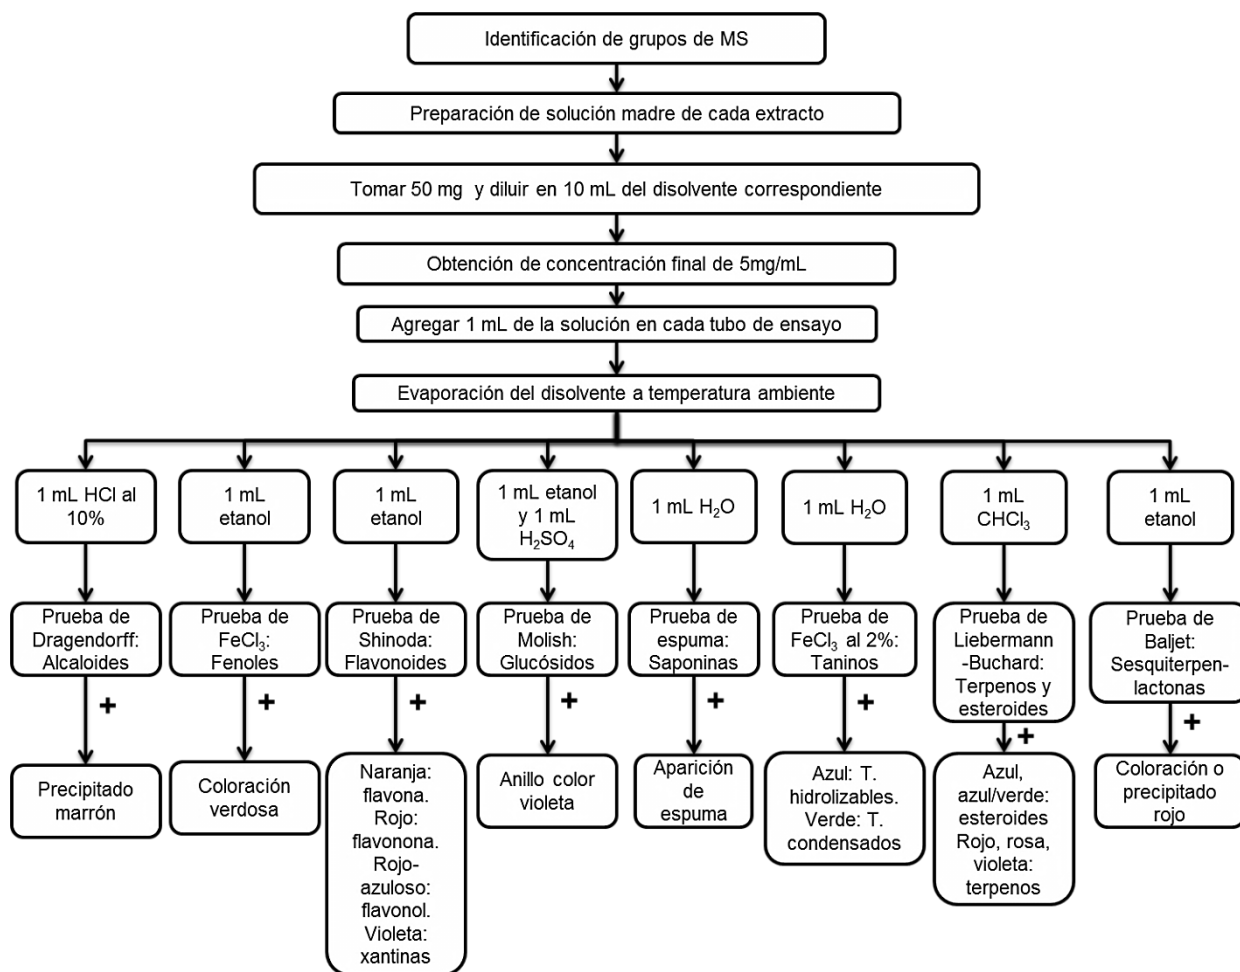 Identificación de grupos de MS
Preparación de solución madre de cada extracto
Tomar 50 mg y diluir en 10 mL del disolvente correspondiente
Obtención de concentración final de 5mg/mL
Agregar 1 mL de la solución en cada tubo de ensayo
Evaporación del disolvente a temperatura ambiente
1 mL HCl al
10%
1 mL
etanol
1 mL
etanol
1 mL etanol
y 1 mL
H₂SO₄
1 mL H₂O
1 mL H₂O
1 mL
CHCl₃
1 mL
etanol
Prueba de
Dragendorff:
Alcaloides
Prueba de
FeCl₃:
Fenoles
Prueba de
Shinoda:
Flavonoides
Prueba de
Molish:
Glucósidos
Prueba de
espuma:
Saponinas
Prueba de
FeCl₃ al 2%:
Taninos
Prueba de
Liebermann
-Buchard:
Terpenos y
esteroides
Prueba de
Baljet:
Sesquiterpen-
lactonas
+
+
+
+
+
+
+
+
Precipitado
marrón
Coloración
verdosa
Naranja:
flavona.
Rojo:
flavonona.
Rojo-
azuloso:
flavonol.
Violeta:
xantinas
Anillo color
violeta
Aparición
de
espuma
Azul: T.
hidrolizables.
Verde: T.
condensados
Azul,
azul/verde:
esteroides
Rojo, rosa,
violeta:
terpenos
Coloración o
precipitado
rojo